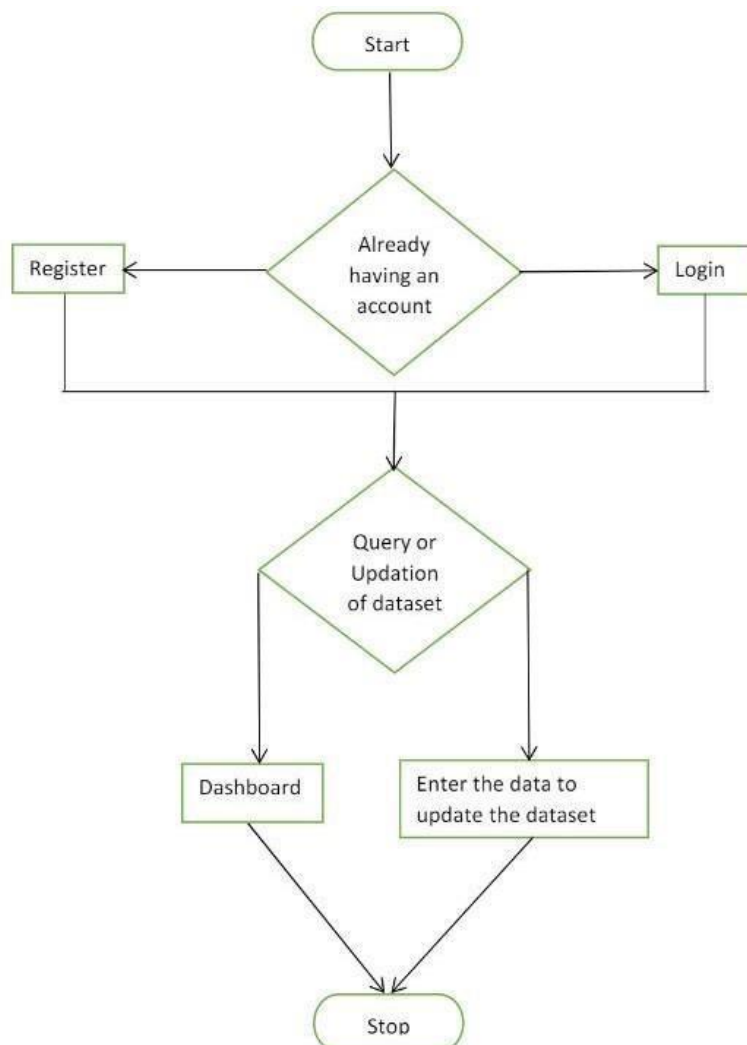 Start
Already
having an
account
Register
Login
Query or
Updation
of dataset
Dashboard
Enter the data to
update the dataset
Stop